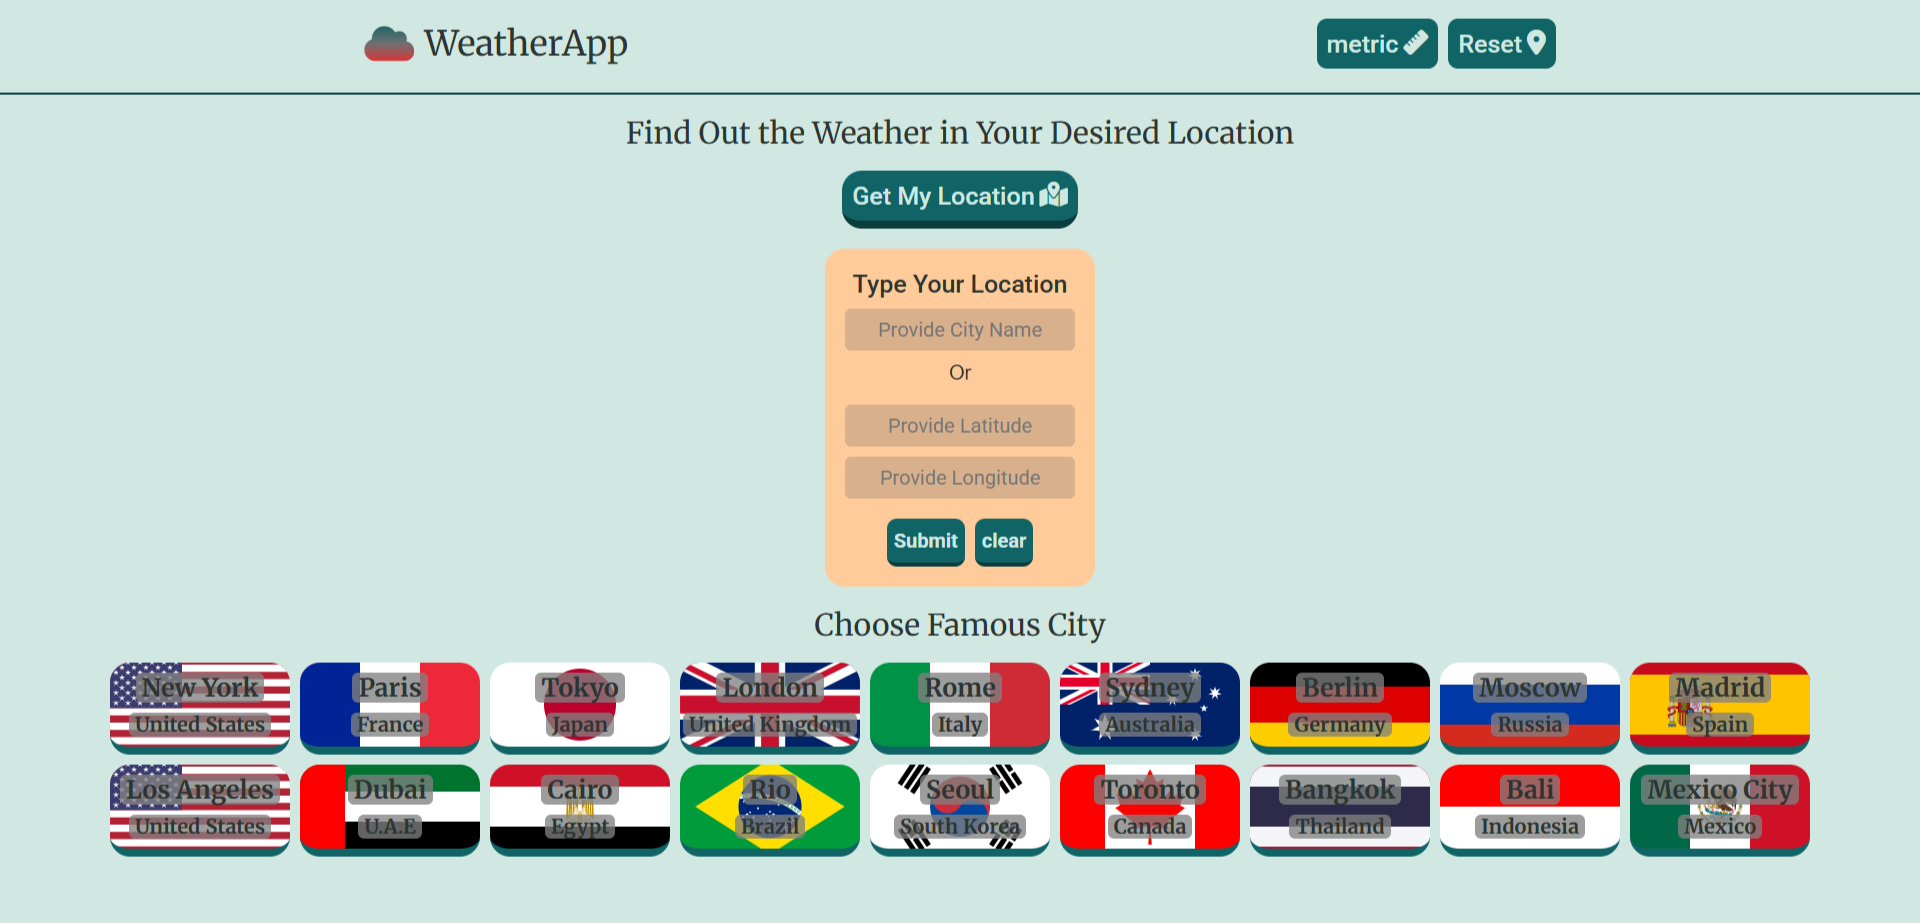 WeatherApp
metric
Reset
Find Out the Weather in Your Desired Location
Get My Location
Type Your Location
Provide City Name
Or
Provide Latitude
Provide Longitude
Submit
clear
Choose Famous City
New York
United States
Paris
France
Tokyo
Japan
London
United Kingdom
Rome
Italy
Sydney
Australia
Berlin
Germany
Moscow
Russia
Madrid
Spain
Los Angeles
United States
Dubai
U.A.E
Cairo
Egypt
Rio
Brazil
Seoul
South Korea
Toronto
Canada
Bangkok
Thailand
Bali
Indonesia
Mexico City
Mexico